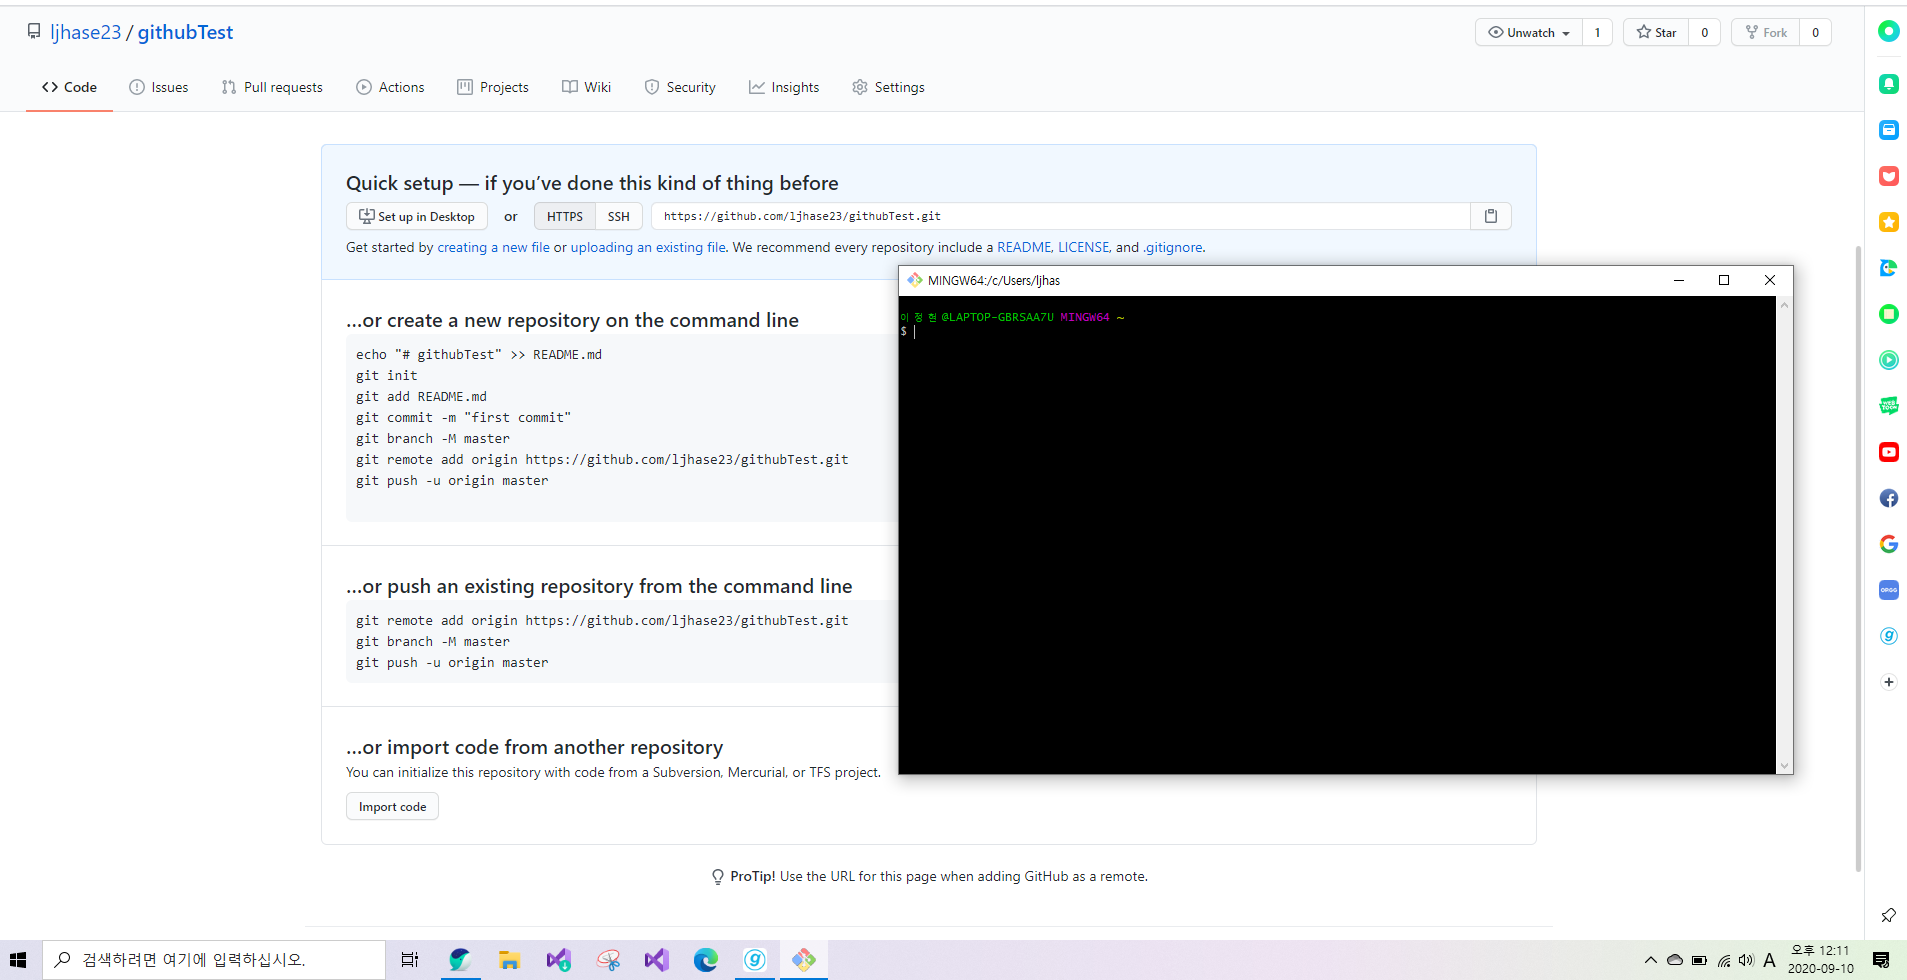 ljhase23 / githubTest
Unwatch 1 Star 0 Fork 0
Code Issues Pull requests Actions Projects Wiki Security Insights Settings
Quick setup — if you’ve done this kind of thing before
Set up in Desktop or HTTPS SSH https://github.com/ljhase23/githubTest.git
Get started by creating a new file or uploading an existing file. We recommend every repository include a README, LICENSE, and .gitignore.
…or create a new repository on the command line
echo "# githubTest" >> README.md
git init
git add README.md
git commit -m "first commit"
git branch -M master
git remote add origin https://github.com/ljhase23/githubTest.git
git push -u origin master
…or push an existing repository from the command line
git remote add origin https://github.com/ljhase23/githubTest.git
git branch -M master
git push -u origin master
…or import code from another repository
You can initialize this repository with code from a Subversion, Mercurial, or TFS project.
Import code
ProTip! Use the URL for this page when adding GitHub as a remote.
MINGW64:/c/Users/ljhas
이정현@LAPTOP-GBRSAA7U MINGW64 ~
$
WEB
TOON
OP.GG
검색하려면 여기에 입력하십시오.
A
오후 12:11
2020-09-10